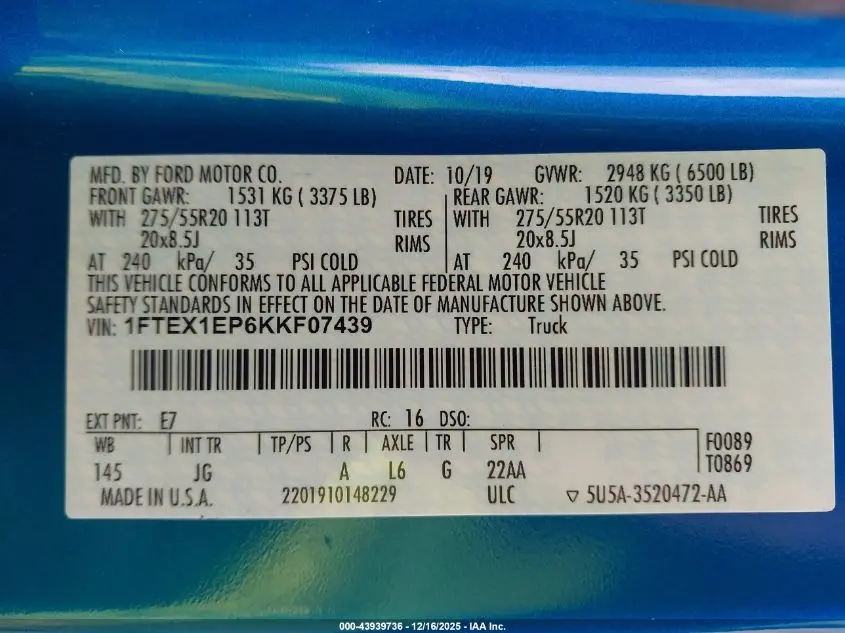 MFD. BY FORD MOTOR CO. DATE: 10/19 GVWR: 2948 KG ( 6500 LB)
FRONT GAWR: 1531 KG ( 3375 LB) REAR GAWR: 1520 KG ( 3350 LB)
WITH 275/55R20 113T TIRES WITH 275/55R20 113T TIRES
20x8.5J RIMS 20x8.5J RIMS
AT 240 kPa/ 35 PSI COLD AT 240 kPa/ 35 PSI COLD
THIS VEHICLE CONFORMS TO ALL APPLICABLE FEDERAL MOTOR VEHICLE
SAFETY STANDARDS IN EFFECT ON THE DATE OF MANUFACTURE SHOWN ABOVE.
VIN: 1FTEX1EP6KKF07439 TYPE: Truck
EXT PNT: E7 RC: 16 DSO:
WB INT TR TP/PS R AXLE TR SPR F0089
145 JG A L6 G 22AA T0869
MADE IN U.S.A. 2201910148229 ULC ▽ 5U5A-3520472-AA
000-43939736 - 12/16/2025 - IAA Inc.